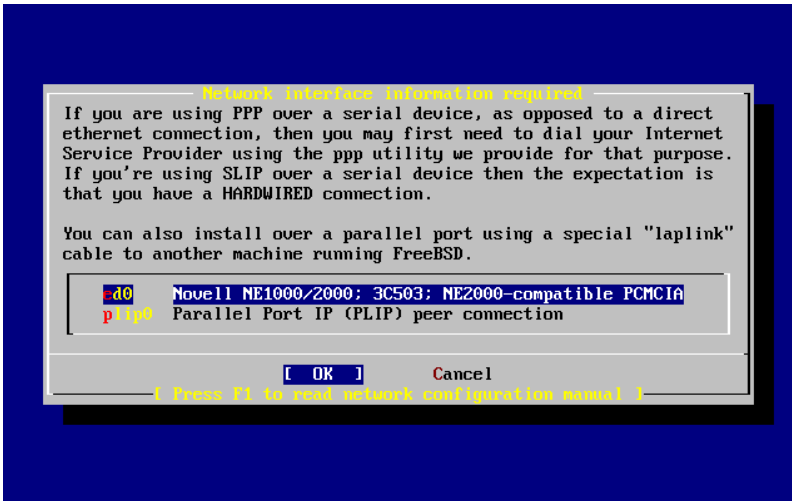 Network interface information required
If you are using PPP over a serial device, as opposed to a direct
ethernet connection, then you may first need to dial your Internet
Service Provider using the ppp utility we provide for that purpose.
If you're using SLIP over a serial device then the expectation is
that you have a HARDWIRED connection.
You can also install over a parallel port using a special "laplink"
cable to another machine running FreeBSD.
ed0 Novell NE1000/2000; 3C503; NE2000-compatible PCMCIA
plip0 Parallel Port IP (PLIP) peer connection
[ OK ] Cancel
[ Press F1 to read network configuration manual ]